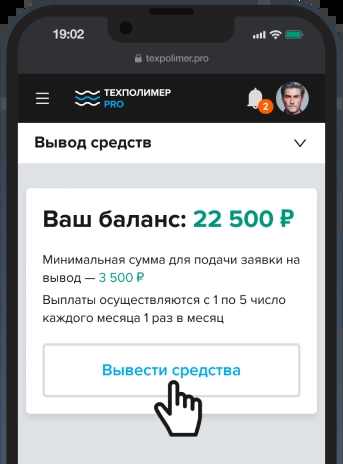 19:02
texpolimer.pro
ТЕХПОЛИМЕР
PRO
2
Вывод средств
Ваш баланс: 22 500 ₽
Минимальная сумма для подачи заявки на
вывод — 3 500 ₽
Выплаты осуществляются с 1 по 5 число
каждого месяца 1 раз в месяц
Вывести средства